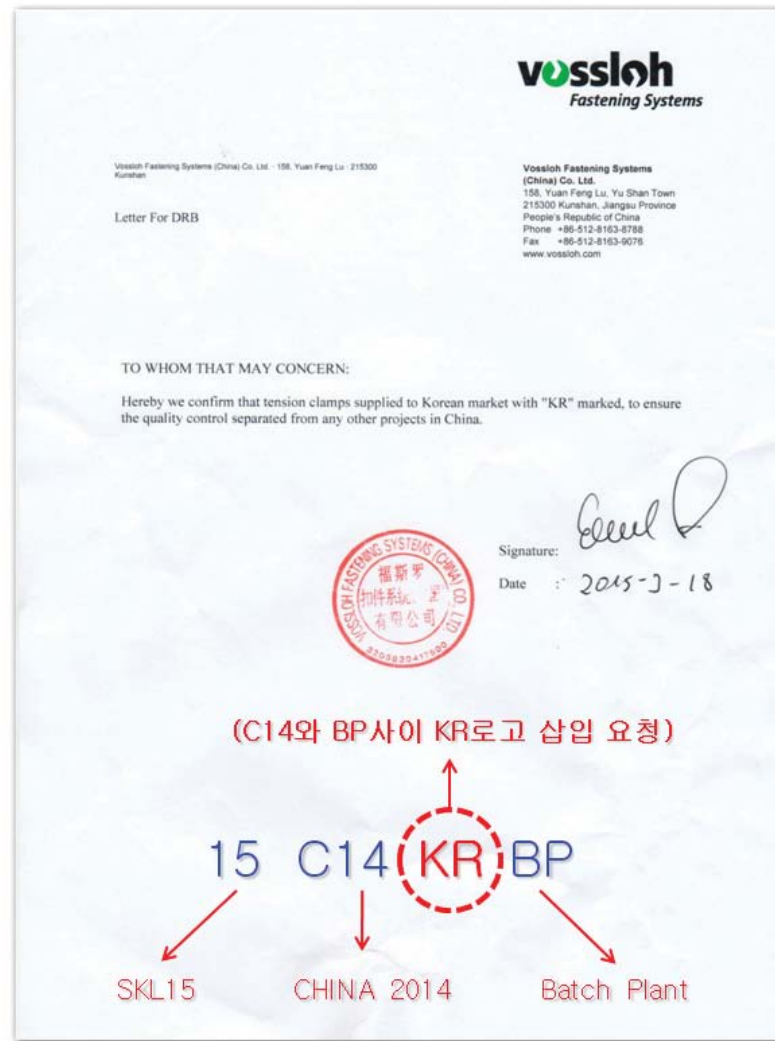 vossloh
Fastening Systems
Vossloh Fastening Systems (China) Co. Ltd. · 158, Yuan Feng Lu · 215300
Kunshan
Vossloh Fastening Systems
(China) Co. Ltd.
158, Yuan Feng Lu, Yu Shan Town
215300 Kunshan, Jiangsu Province
People's Republic of China
Phone +86-512-8163-8788
Fax +86-512-8163-9076
www.vossloh.com
Letter For DRB
TO WHOM THAT MAY CONCERN:
Hereby we confirm that tension clamps supplied to Korean market with "KR" marked, to ensure
the quality control separated from any other projects in China.
Signature:
Date : 2015-3-18
VOSSLOH FASTENING SYSTEMS (CHINA) CO., LTD.
福斯罗
扣件系统
有限公司
(C14와 BP사이 KR로고 삽입 요청)
15 C14 KR BP
SKL15 CHINA 2014 Batch Plant